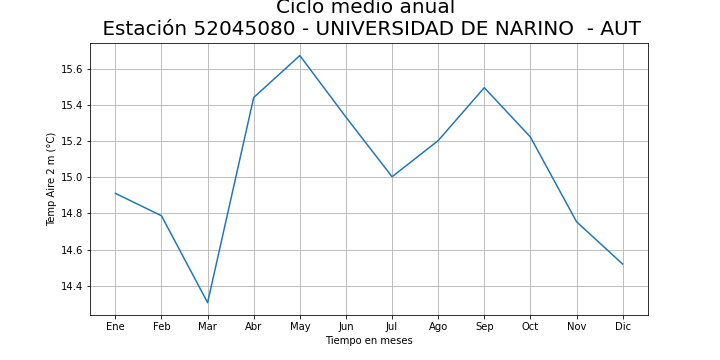 Ciclo medio anual
Estación 52045080 - UNIVERSIDAD DE NARINO  - AUT
Temp Aire 2 m (°C)
15.6
15.4
15.2
15.0
14.8
14.6
14.4
Ene Feb Mar Abr May Jun Jul Ago Sep Oct Nov Dic
Tiempo en meses